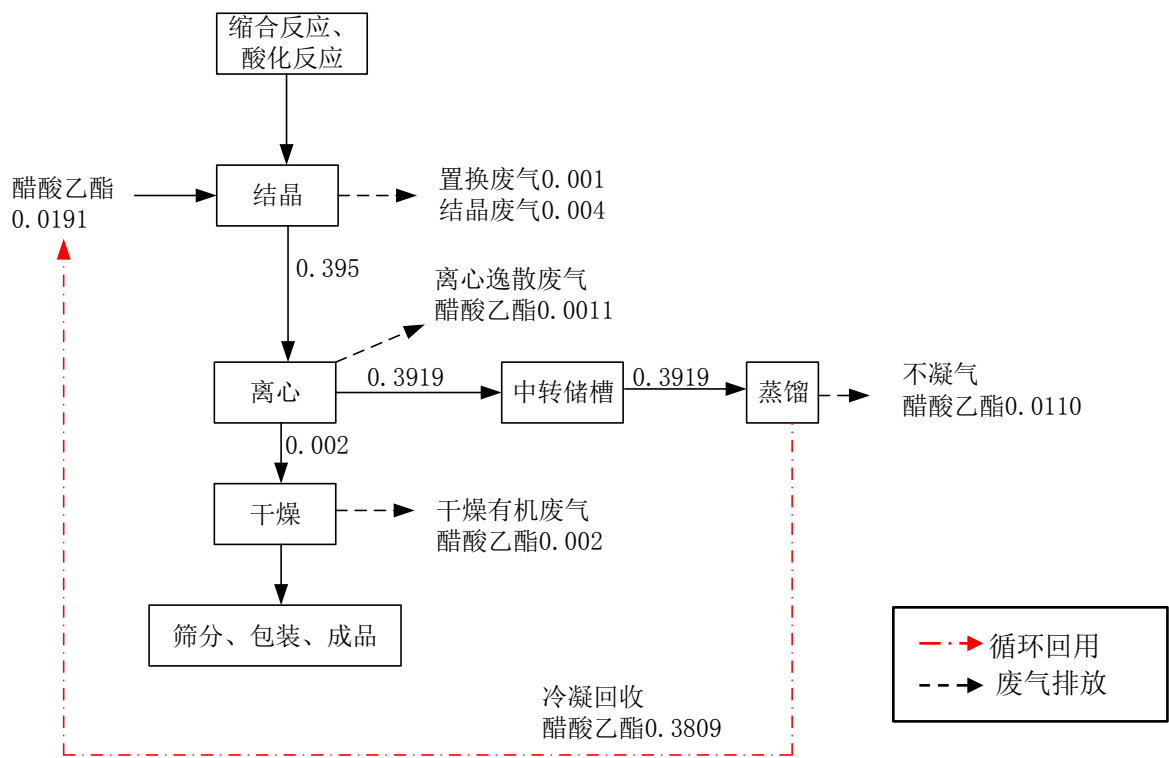 缩合反应、
酸化反应
醋酸乙酯
0.0191
结晶
置换废气0.001
结晶废气0.004
0.395
离心逸散废气
醋酸乙酯0.0011
离心
0.3919
中转储槽
0.3919
蒸馏
不凝气
醋酸乙酯0.0110
0.002
干燥
干燥有机废气
醋酸乙酯0.002
筛分、包装、成品
循环回用
废气排放
冷凝回收
醋酸乙酯0.3809